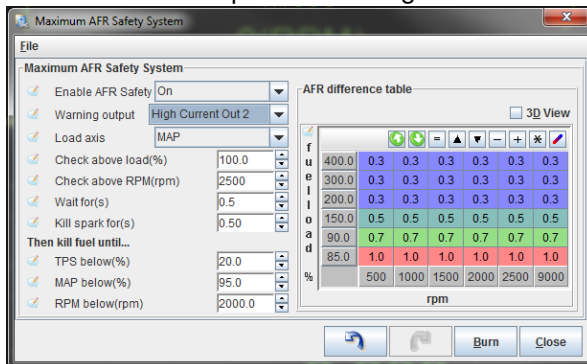 Maximum AFR Safety System
File
Maximum AFR Safety System
Enable AFR Safety On
Warning output High Current Out 2
Load axis MAP
Check above load(%) 100.0
Check above RPM(rpm) 2500
Wait for(s) 0.5
Kill spark for(s) 0.50
Then kill fuel until...
TPS below(%) 20.0
MAP below(%) 95.0
RPM below(rpm) 2000.0
AFR difference table
3D View
= - + *
fuelload %
400.0 0.3 0.3 0.3 0.3 0.3 0.3
300.0 0.3 0.3 0.3 0.3 0.3 0.3
200.0 0.3 0.3 0.3 0.3 0.3 0.3
150.0 0.5 0.5 0.5 0.5 0.5 0.5
90.0 0.7 0.7 0.7 0.7 0.7 0.7
85.0 1.0 1.0 1.0 1.0 1.0 1.0
500 1000 1500 2000 2500 9000
rpm
Burn
Close